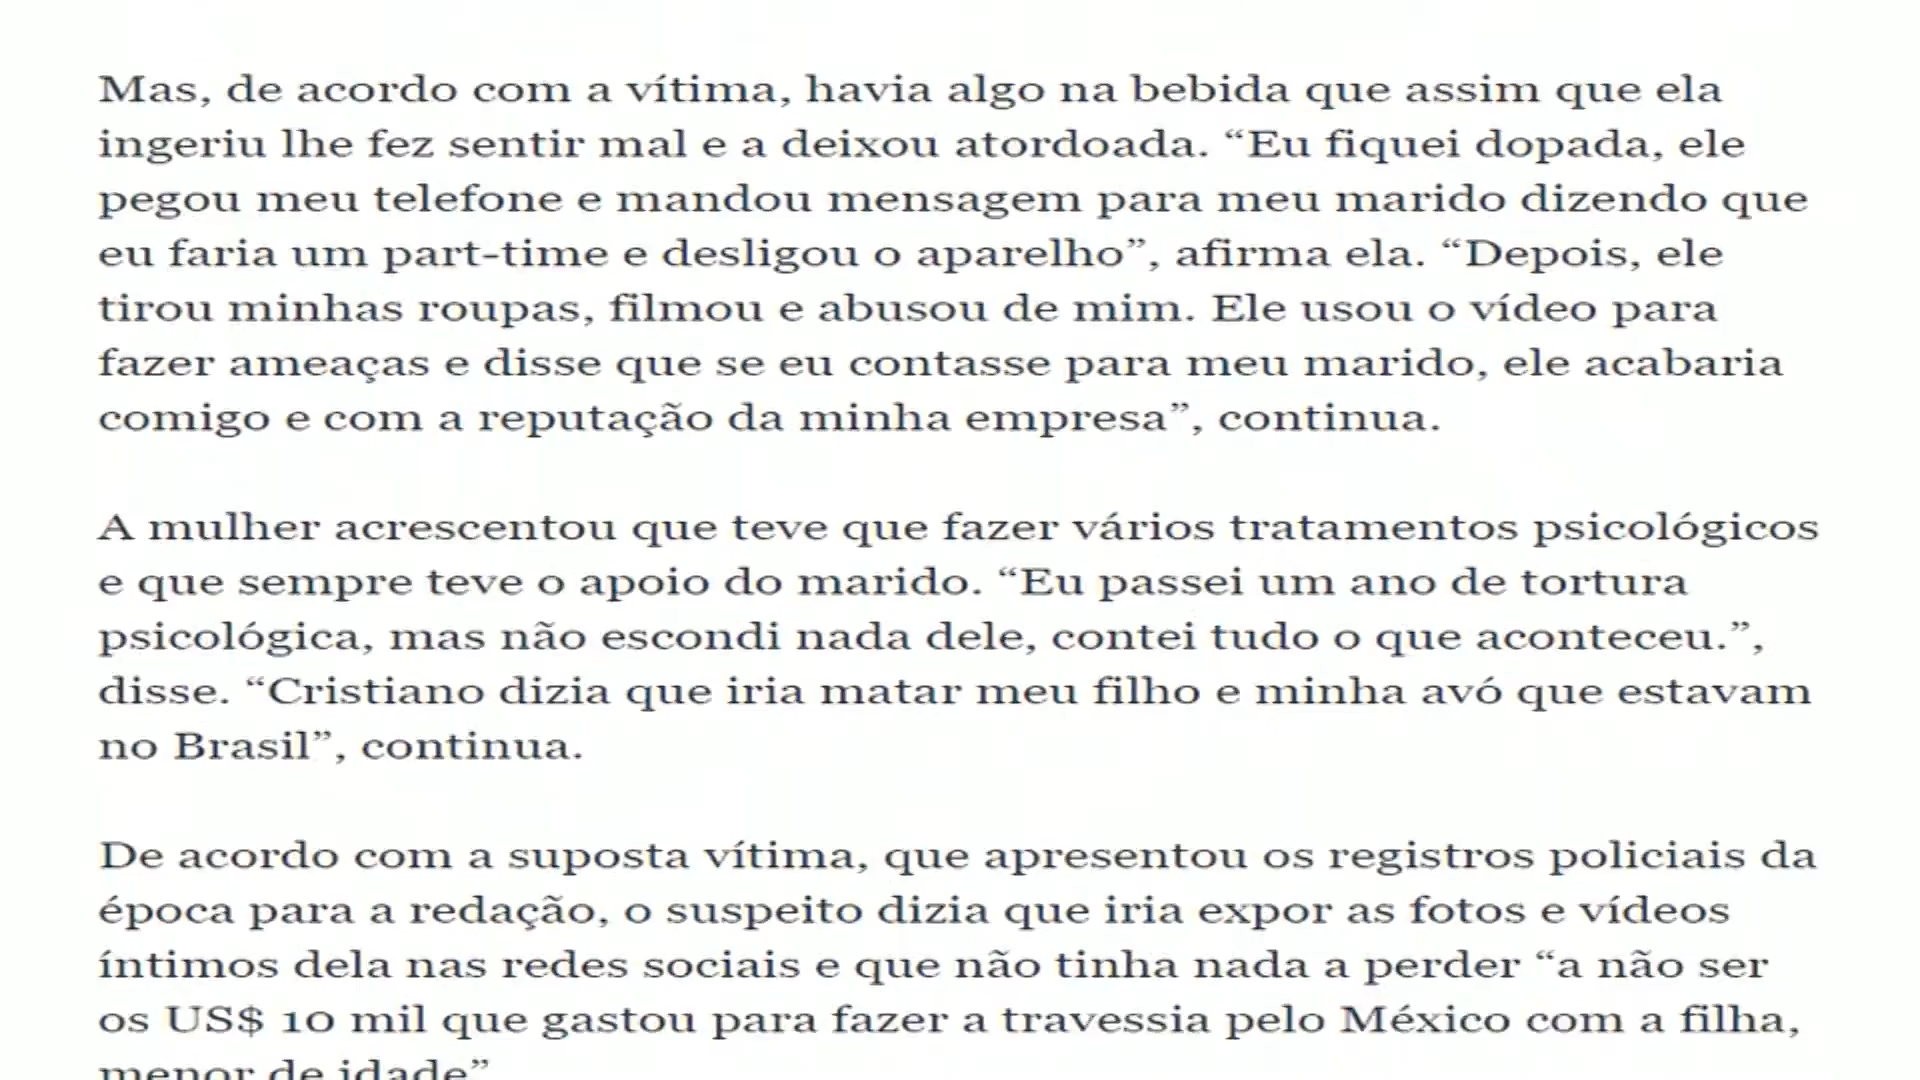 Mas, de acordo com a vítima, havia algo na bebida que assim que ela
ingeriu lhe fez sentir mal e a deixou atordoada. “Eu fiquei dopada, ele
pegou meu telefone e mandou mensagem para meu marido dizendo que
eu faria um part-time e desligou o aparelho”, afirma ela. “Depois, ele
tirou minhas roupas, filmou e abusou de mim. Ele usou o vídeo para
fazer ameaças e disse que se eu contasse para meu marido, ele acabaria
comigo e com a reputação da minha empresa”, continua.
A mulher acrescentou que teve que fazer vários tratamentos psicológicos
e que sempre teve o apoio do marido. “Eu passei um ano de tortura
psicológica, mas não escondi nada dele, contei tudo o que aconteceu.”,
disse. “Cristiano dizia que iria matar meu filho e minha avó que estavam
no Brasil”, continua.
De acordo com a suposta vítima, que apresentou os registros policiais da
época para a redação, o suspeito dizia que iria expor as fotos e vídeos
íntimos dela nas redes sociais e que não tinha nada a perder “a não ser
os US$ 10 mil que gastou para fazer a travessia pelo México com a filha,
menor de idade”